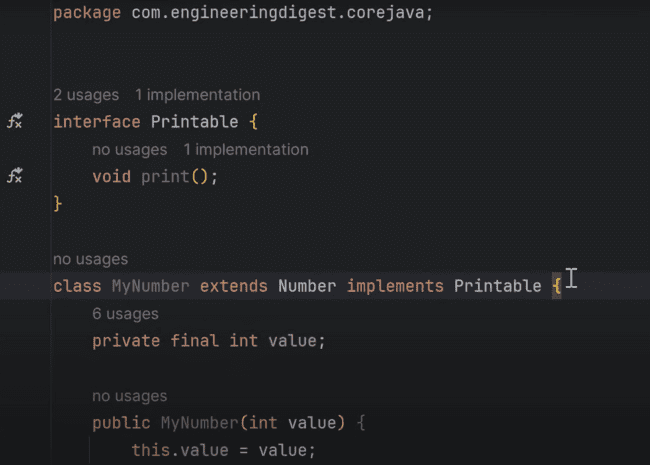 package com.engineeringdigest.corejava;
2 usages 1 implementation
interface Printable {
no usages 1 implementation
void print();
}
no usages
class MyNumber extends Number implements Printable {
6 usages
private final int value;
no usages
public MyNumber(int value) {
this.value = value;